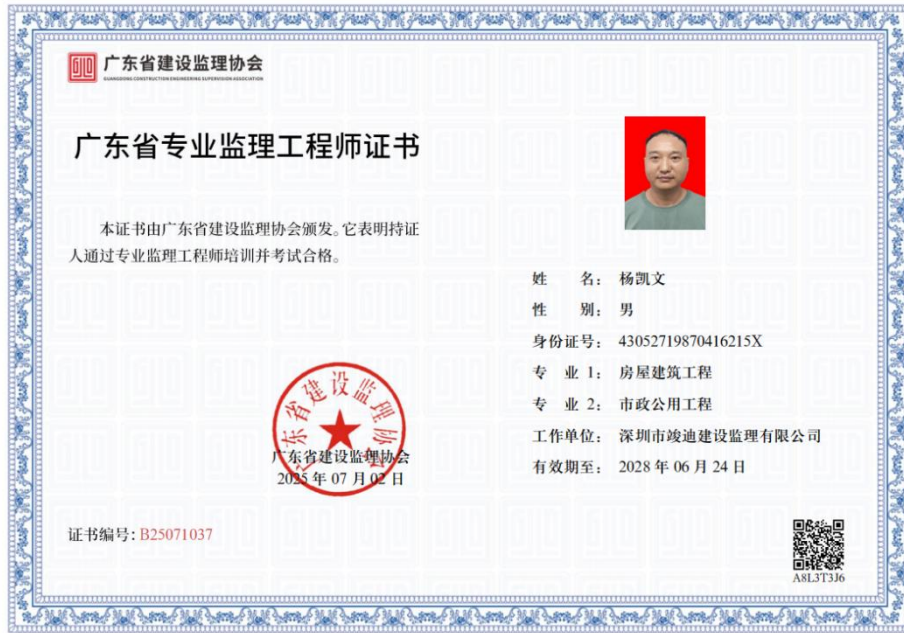 广东省建设监理协会
GUANGDONG CONSTRUCTION ENGINEERING SUPERVISION ASSOCIATION
广东省专业监理工程师证书
本证书由广东省建设监理协会颁发。它表明持证
人通过专业监理工程师培训并考试合格。
姓 名: 杨凯文
性 别: 男
身份证号: 43052719870416215X
专 业 1: 房屋建筑工程
专 业 2: 市政公用工程
工作单位: 深圳市竣迪建设监理有限公司
有效期至: 2028 年 06 月 24 日
广东省建设监理协会
广东省建设监理协会
2025 年 07 月 02 日
证书编号: B25071037
A8L3T3J6